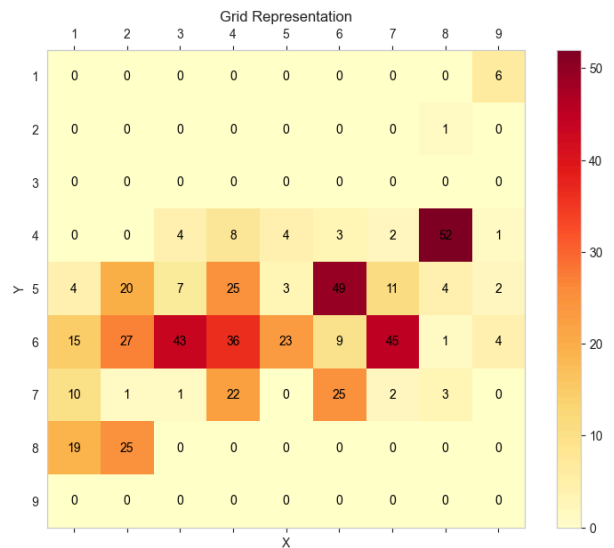 Grid Representation
1 2 3 4 5 6 7 8 9
1 0 0 0 0 0 0 0 0 6
2 0 0 0 0 0 0 0 1 0
3 0 0 0 0 0 0 0 0 0
4 0 0 4 8 4 3 2 52 1
Y
5 4 20 7 25 3 49 11 4 2
6 15 27 43 36 23 9 45 1 4
7 10 1 1 22 0 25 2 3 0
8 19 25 0 0 0 0 0 0 0
9 0 0 0 0 0 0 0 0 0
X
50
40
30
20
10
0